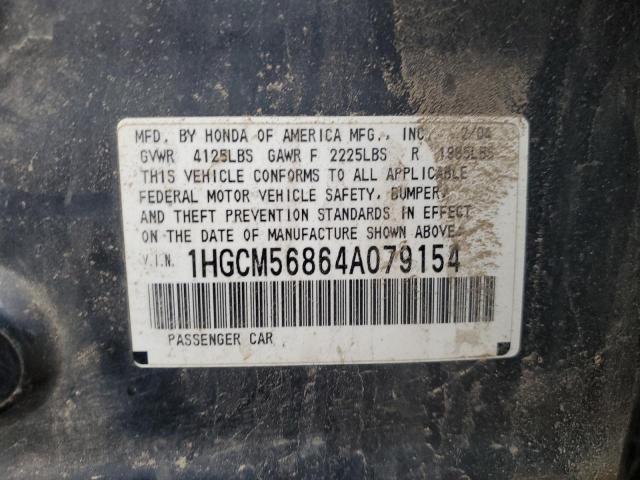 MFD. BY HONDA OF AMERICA MFG., INC. 2/04
GVWR 4125LBS GAWR F 2225LBS R 1985LBS
THIS VEHICLE CONFORMS TO ALL APPLICABLE
FEDERAL MOTOR VEHICLE SAFETY, BUMPER,
AND THEFT PREVENTION STANDARDS IN EFFECT
ON THE DATE OF MANUFACTURE SHOWN ABOVE.
V.I.N. 1HGCM56864A079154
PASSENGER CAR